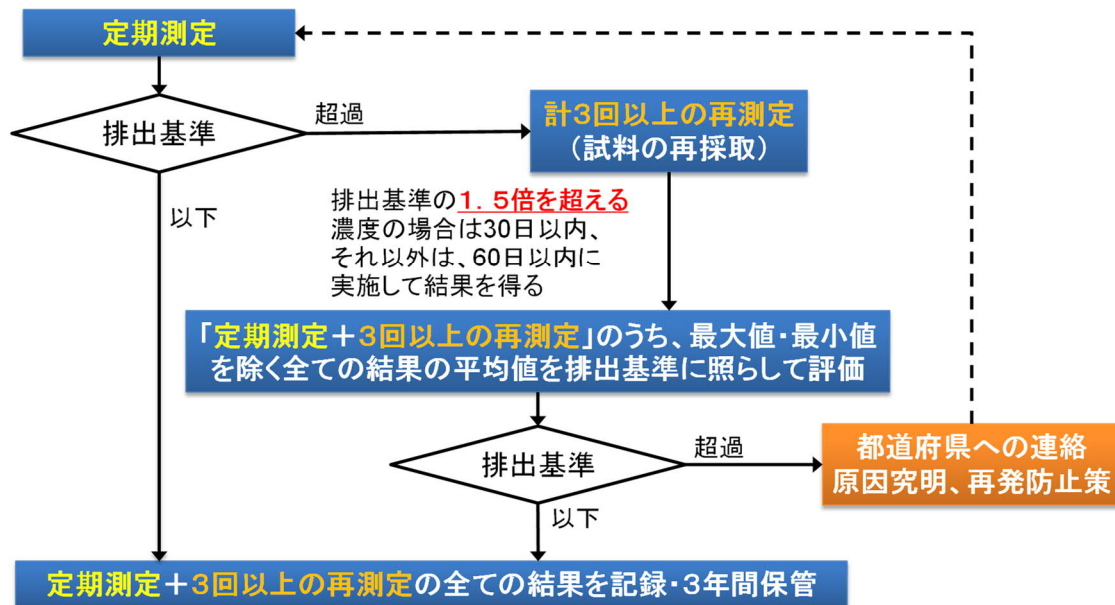 定期測定
排出基準
超過
計3回以上の再測定
(試料の再採取)
以下
排出基準の1．5倍を超える
濃度の場合は30日以内、
それ以外は、60日以内に
実施して結果を得る
「定期測定＋3回以上の再測定」のうち、最大値・最小値
を除く全ての結果の平均値を排出基準に照らして評価
排出基準
超過
都道府県への連絡
原因究明、再発防止策
以下
定期測定＋3回以上の再測定の全ての結果を記録・3年間保管